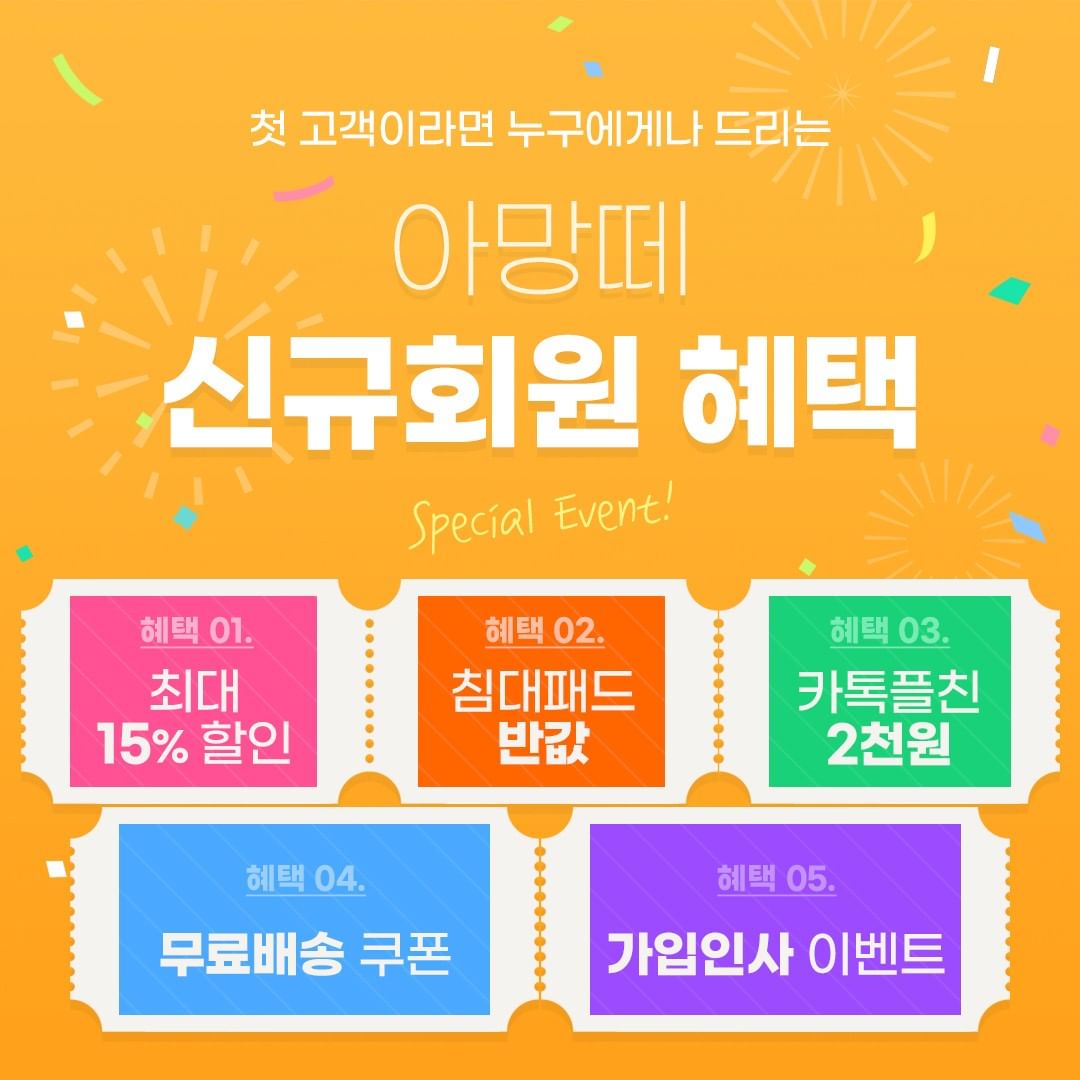 첫 고객이라면 누구에게나 드리는
아망떼
신규회원 혜택
Special Event!
혜택 01.
최대
15% 할인
혜택 02.
침대패드
반값
혜택 03.
카톡플친
2천원
혜택 04.
무료배송 쿠폰
혜택 05.
가입인사 이벤트